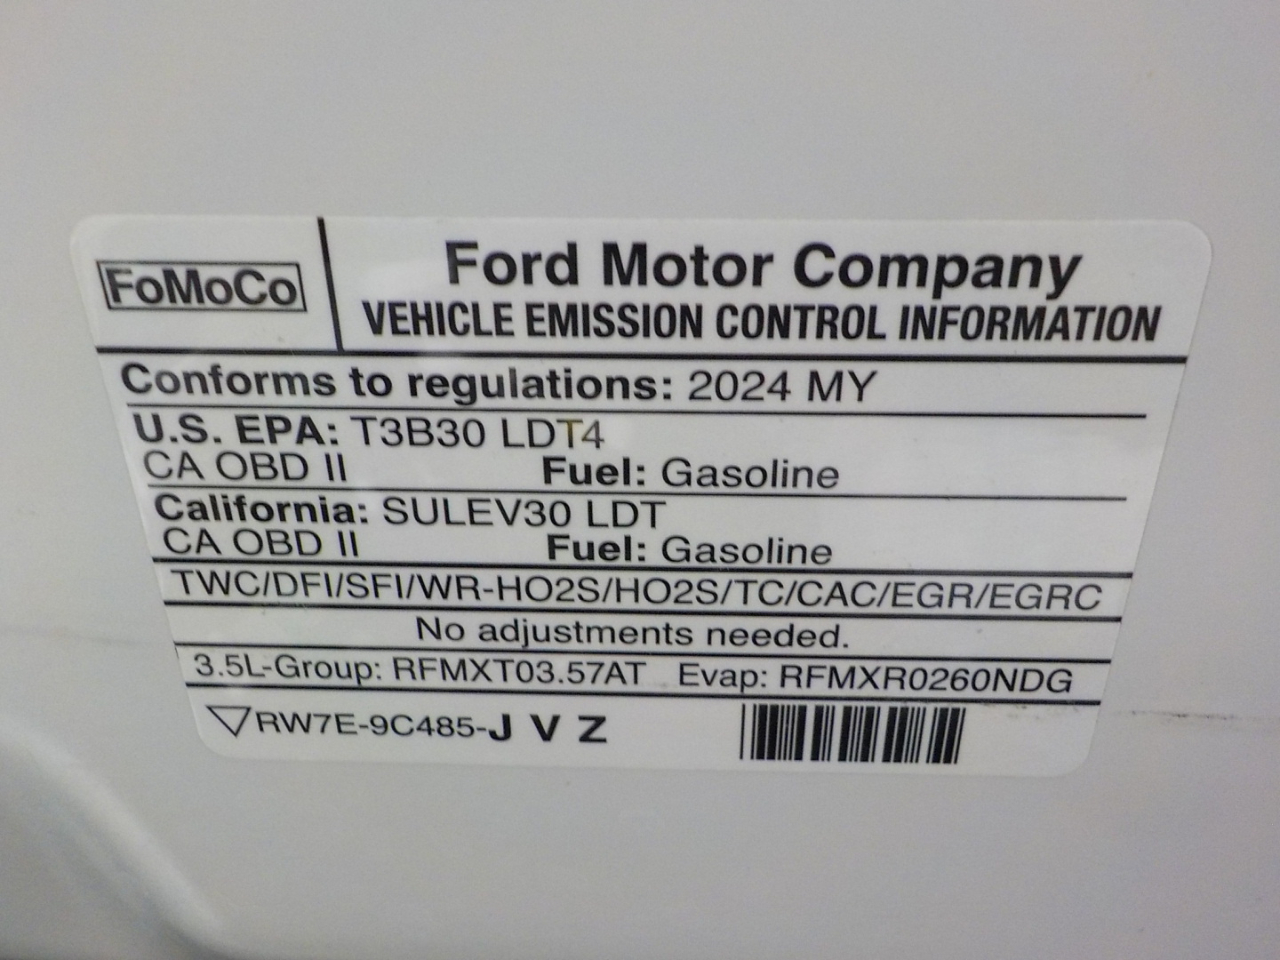 FoMoCo
Ford Motor Company
VEHICLE EMISSION CONTROL INFORMATION
Conforms to regulations: 2024 MY
U.S. EPA: T3B30 LDT4
CA OBD II Fuel: Gasoline
California: SULEV30 LDT
CA OBD II Fuel: Gasoline
TWC/DFI/SFI/WR-HO2S/HO2S/TC/CAC/EGR/EGRC
No adjustments needed.
3.5L-Group: RFMXT03.57AT Evap: RFMXR0260NDG
RW7E-9C485-J V Z